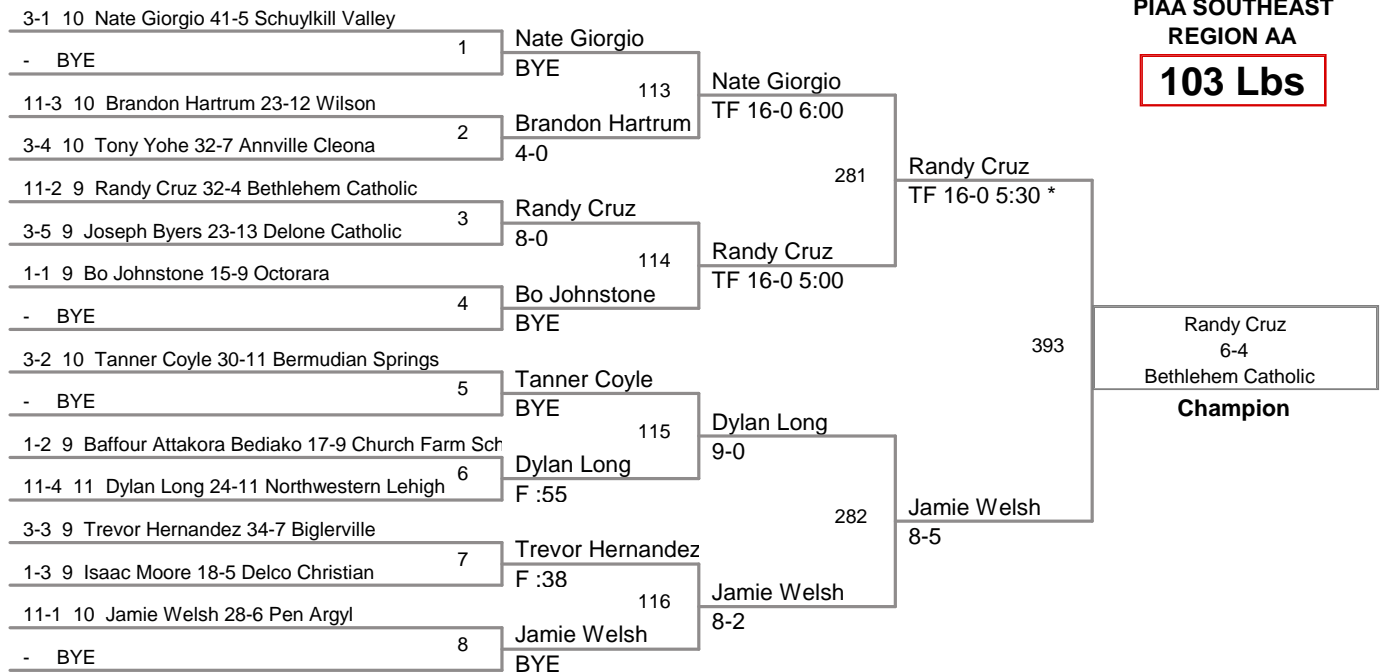 PIAA SOUTHEAST
REGION AA
103 Lbs
3-1 10 Nate Giorgio 41-5 Schuylkill Valley
1
- BYE
Nate Giorgio
BYE
113
11-3 10 Brandon Hartrum 23-12 Wilson
2
3-4 10 Tony Yohe 32-7 Annville Cleona
Brandon Hartrum
4-0
Nate Giorgio
TF 16-0 6:00
281
11-2 9 Randy Cruz 32-4 Bethlehem Catholic
3
3-5 9 Joseph Byers 23-13 Delone Catholic
Randy Cruz
8-0
114
1-1 9 Bo Johnstone 15-9 Octorara
4
- BYE
Bo Johnstone
BYE
Randy Cruz
TF 16-0 5:00
Randy Cruz
TF 16-0 5:30 *
393
3-2 10 Tanner Coyle 30-11 Bermudian Springs
5
- BYE
Tanner Coyle
BYE
115
1-2 9 Baffour Attakora Bediako 17-9 Church Farm Sch
6
11-4 11 Dylan Long 24-11 Northwestern Lehigh
Dylan Long
F :55
Dylan Long
9-0
282
3-3 9 Trevor Hernandez 34-7 Biglerville
7
1-3 9 Isaac Moore 18-5 Delco Christian
Trevor Hernandez
F :38
116
11-1 10 Jamie Welsh 28-6 Pen Argyl
8
- BYE
Jamie Welsh
BYE
Jamie Welsh
8-2
Jamie Welsh
8-5
Randy Cruz
6-4
Bethlehem Catholic
Champion